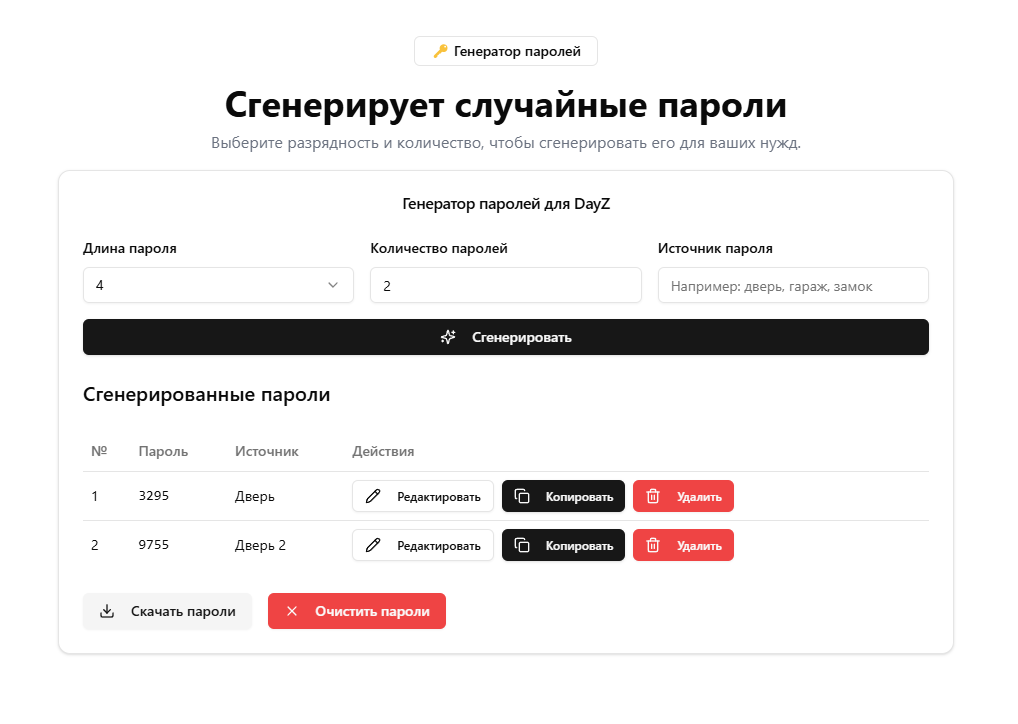 🔑 Генератор паролей
Сгенерирует случайные пароли
Выберите разрядность и количество, чтобы сгенерировать его для ваших нужд.
Генератор паролей для DayZ
Длина пароля Количество паролей Источник пароля
4 2 Например: дверь, гараж, замок
Сгенерировать
Сгенерированные пароли
№ Пароль Источник Действия
1 3295 Дверь Редактировать Копировать Удалить
2 9755 Дверь 2 Редактировать Копировать Удалить
Скачать пароли Очистить пароли